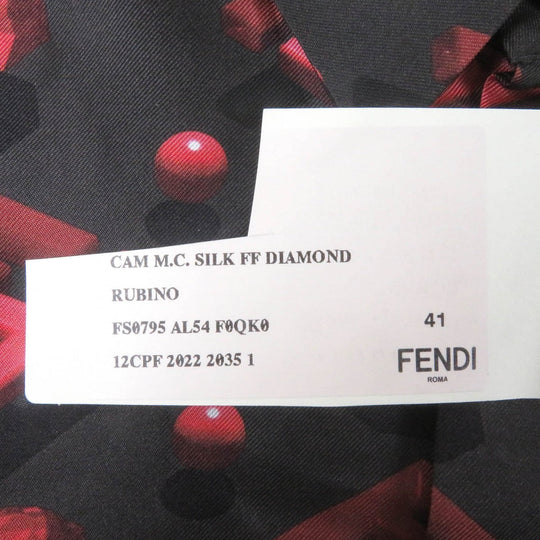 CAM M.C. SILK FF DIAMOND
RUBINO
FS0795 AL54 F0QK0
12CPF 2022 2035 1
41
FENDI
ROMA